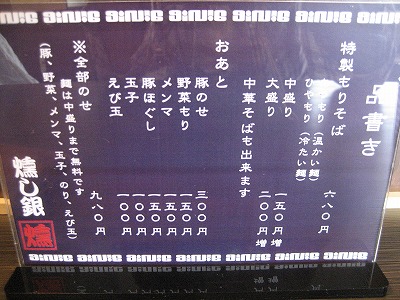 品書き
特製もりそば
もり（温かい麺）
ひやもり（冷たい麺） 六八〇円
中盛り 一五〇円増
大盛り 二〇〇円増
中華そばも出来ます
おあと
豚のせ 三〇〇円
野菜もり 一五〇円
メンマ 一五〇円
豚ほぐし 一五〇円
玉子 一〇〇円
えび玉 一〇〇円
※全部のせ 九八〇円
麺は中盛りまで無料です
（豚、野菜、メンマ、玉子、のり、えび玉）
燻し銀
燻